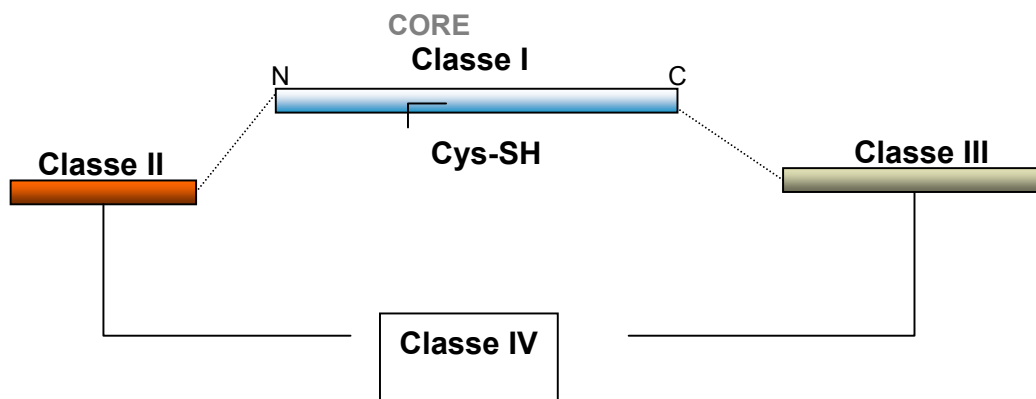 CORE
Classe I
N
C
Cys-SH
Classe II
Classe III
Classe IV